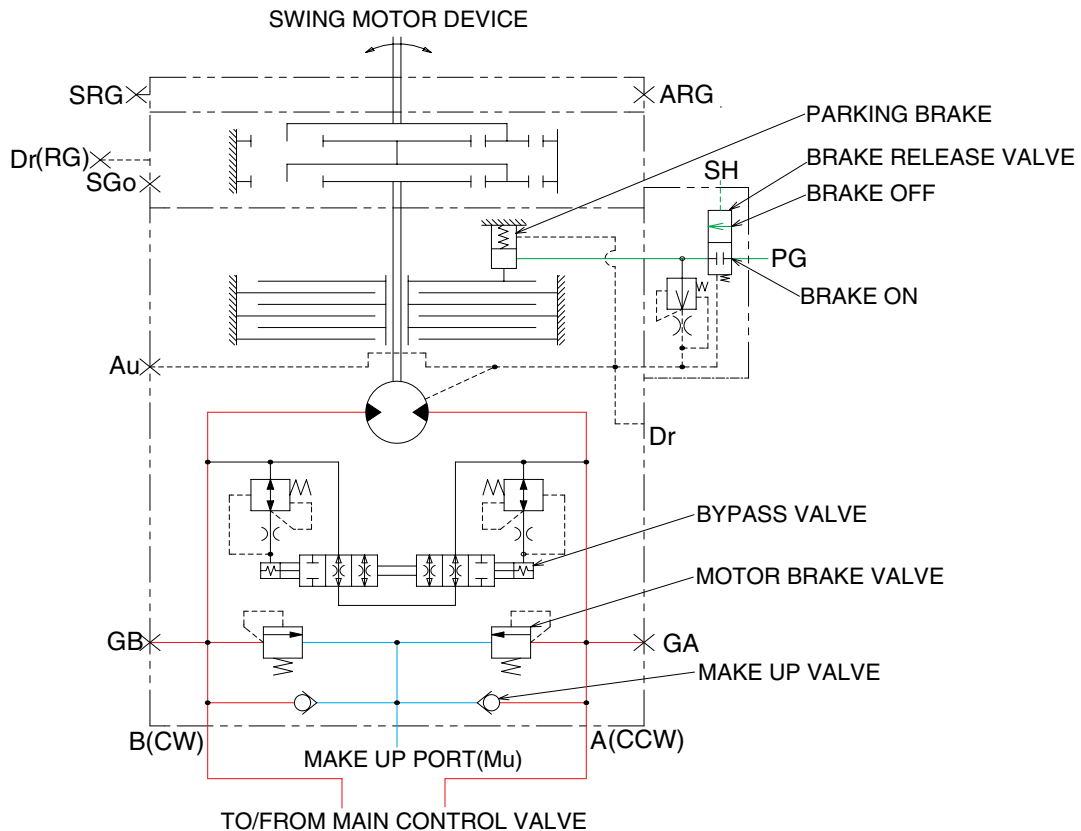 SWING MOTOR DEVICE
SRG
ARG
PARKING BRAKE
Dr(RG)
BRAKE RELEASE VALVE
SH
SGo
BRAKE OFF
PG
BRAKE ON
Au
Dr
BYPASS VALVE
MOTOR BRAKE VALVE
GB
GA
MAKE UP VALVE
B(CW)
A(CCW)
MAKE UP PORT(Mu)
TO/FROM MAIN CONTROL VALVE